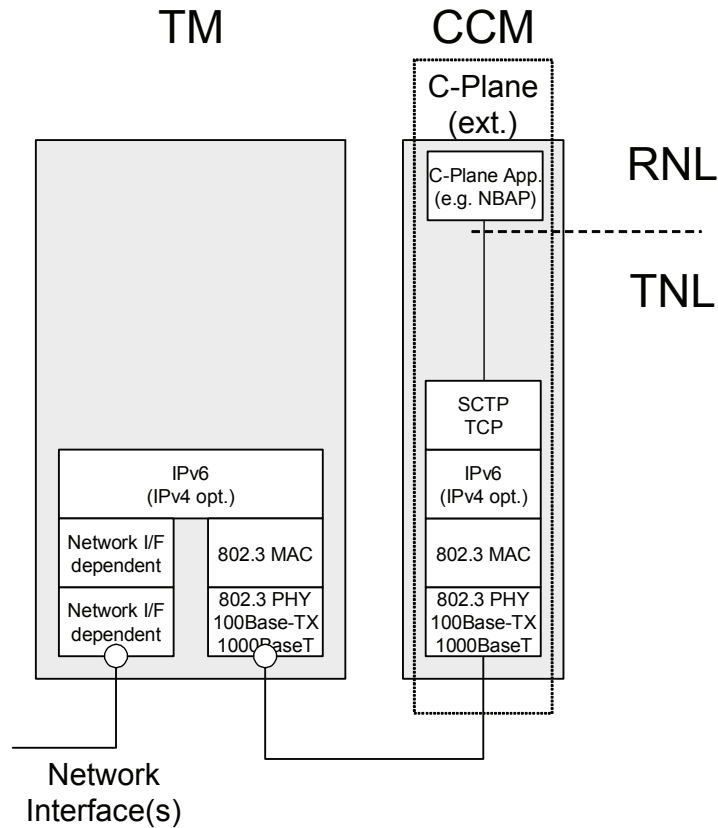 TM
CCM
C-Plane
(ext.)
C-Plane App.
(e.g. NBAP)
RNL
TNL
SCTP
TCP
IPv6
(IPv4 opt.)
IPv6
(IPv4 opt.)
Network I/F
dependent
802.3 MAC
802.3 MAC
Network I/F
dependent
802.3 PHY
100Base-TX
1000BaseT
802.3 PHY
100Base-TX
1000BaseT
Network
Interface(s)